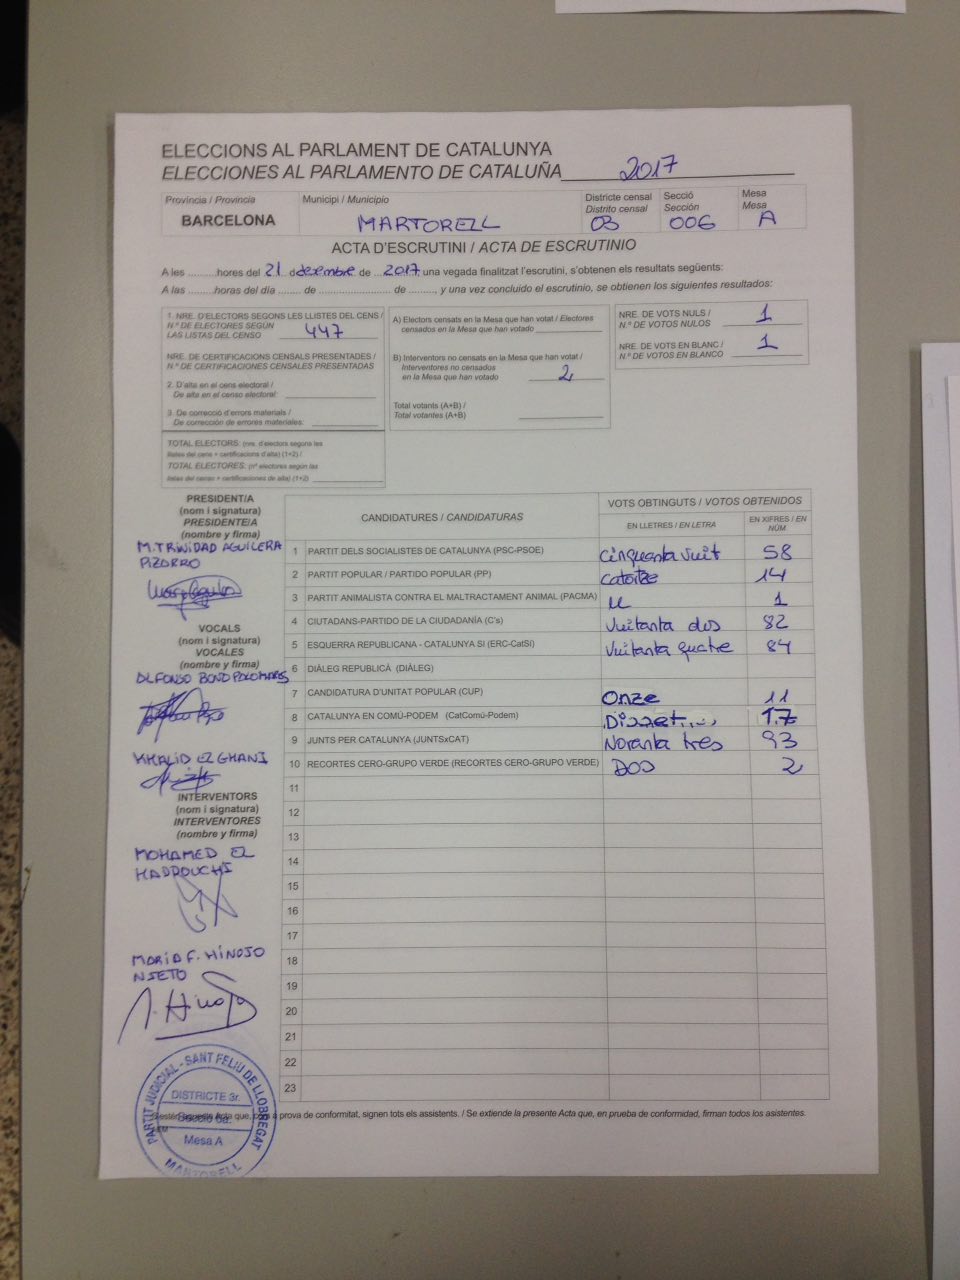 ELECCIONS AL PARLAMENT DE CATALUNYA
ELECCIONES AL PARLAMENTO DE CATALUÑA 2017
Província / Provincia
BARCELONA
Municipi / Municipio
MARTORELL
Districte censal
Distrito censal
03
Secció
Sección
006
Mesa
Mesa
A
ACTA D'ESCRUTINI / ACTA DE ESCRUTINIO
A les .........hores del 21 d desembre de 2017 una vegada finalitzat l'escrutini, s'obtenen els resultats següents:
A las .........horas del día ........ de ......................... de ........., y una vez concluido el escrutinio, se obtienen los siguientes resultados:
1. NRE. D'ELECTORS SEGONS LES LLISTES DEL CENS /
N.º DE ELECTORES SEGÚN
LAS LISTAS DEL CENSO 447
NRE. DE CERTIFICACIONS CENSALS PRESENTADES /
N.º DE CERTIFICACIONES CENSALES PRESENTADAS
2. D'alta en el cens electoral /
De alta en el censo electoral:
3. De correcció d'errors materials /
De corrección de errores materiales:
TOTAL ELECTORS: (nre. d'electors segons les
llistes del cens + certificacions d'alta) (1+2) /
TOTAL ELECTORES: (nº electores según las
listas del censo + certificaciones de alta) (1+2)
A) Electors censats en la Mesa que han votat / Electores
censados en la Mesa que han votado
B) Interventors no censats en la Mesa que han votat /
Interventores no censados
en la Mesa que han votado 2
Total votants (A+B) /
Total votantes (A+B)
NRE. DE VOTS NULS /
N.º DE VOTOS NULOS 1
NRE. DE VOTS EN BLANC /
N.º DE VOTOS EN BLANCO 1
PRESIDENT/A
(nom i signatura)
PRESIDENTE/A
(nombre y firma)
M. TRINIDAD AGUILERA
PIZARRO
VOCALS
(nom i signatura)
VOCALES
(nombre y firma)
ALFONSO BONO PALOMARES
KHALID EL GHANI
INTERVENTORS
(nom i signatura)
INTERVENTORES
(nombre y firma)
MOHAMED EL
HADDOUCHI
MARIA F. HINOJO
NIETO
CANDIDATURES / CANDIDATURAS
VOTS OBTINGUTS / VOTOS OBTENIDOS
EN LLETRES / EN LETRA
EN XIFRES / EN NÚM
1 PARTIT DELS SOCIALISTES DE CATALUNYA (PSC-PSOE) Cinquanta vuit 58
2 PARTIT POPULAR / PARTIDO POPULAR (PP) catorze 14
3 PARTIT ANIMALISTA CONTRA EL MALTRACTAMENT ANIMAL (PACMA) u 1
4 CIUTADANS-PARTIDO DE LA CIUDADANÍA (C's) Vuitanta dos 82
5 ESQUERRA REPUBLICANA - CATALUNYA SÍ (ERC-CatSí) Vuitanta quatre 84
6 DIÀLEG REPUBLICÀ (DIÀLEG)
7 CANDIDATURA D'UNITAT POPULAR (CUP) Onze 11
8 CATALUNYA EN COMÚ-PODEM (CatComú-Podem) Disset 17
9 JUNTS PER CATALUNYA (JUNTSxCAT) Noranta tres 93
10 RECORTES CERO-GRUPO VERDE (RECORTES CERO-GRUPO VERDE) DOS 2
11
12
13
14
15
16
17
18
19
20
21
22
23
PARTIT JUDICIAL - SANT FELIU DE LLOBREGAT
DISTRICTE 3r.
Secció 6a.
Mesa A
MARTORELL
aquesta Acta que, com a prova de conformitat, signen tots els assistents. / Se extiende la presente Acta que, en prueba de conformidad, firman todos los asistentes.